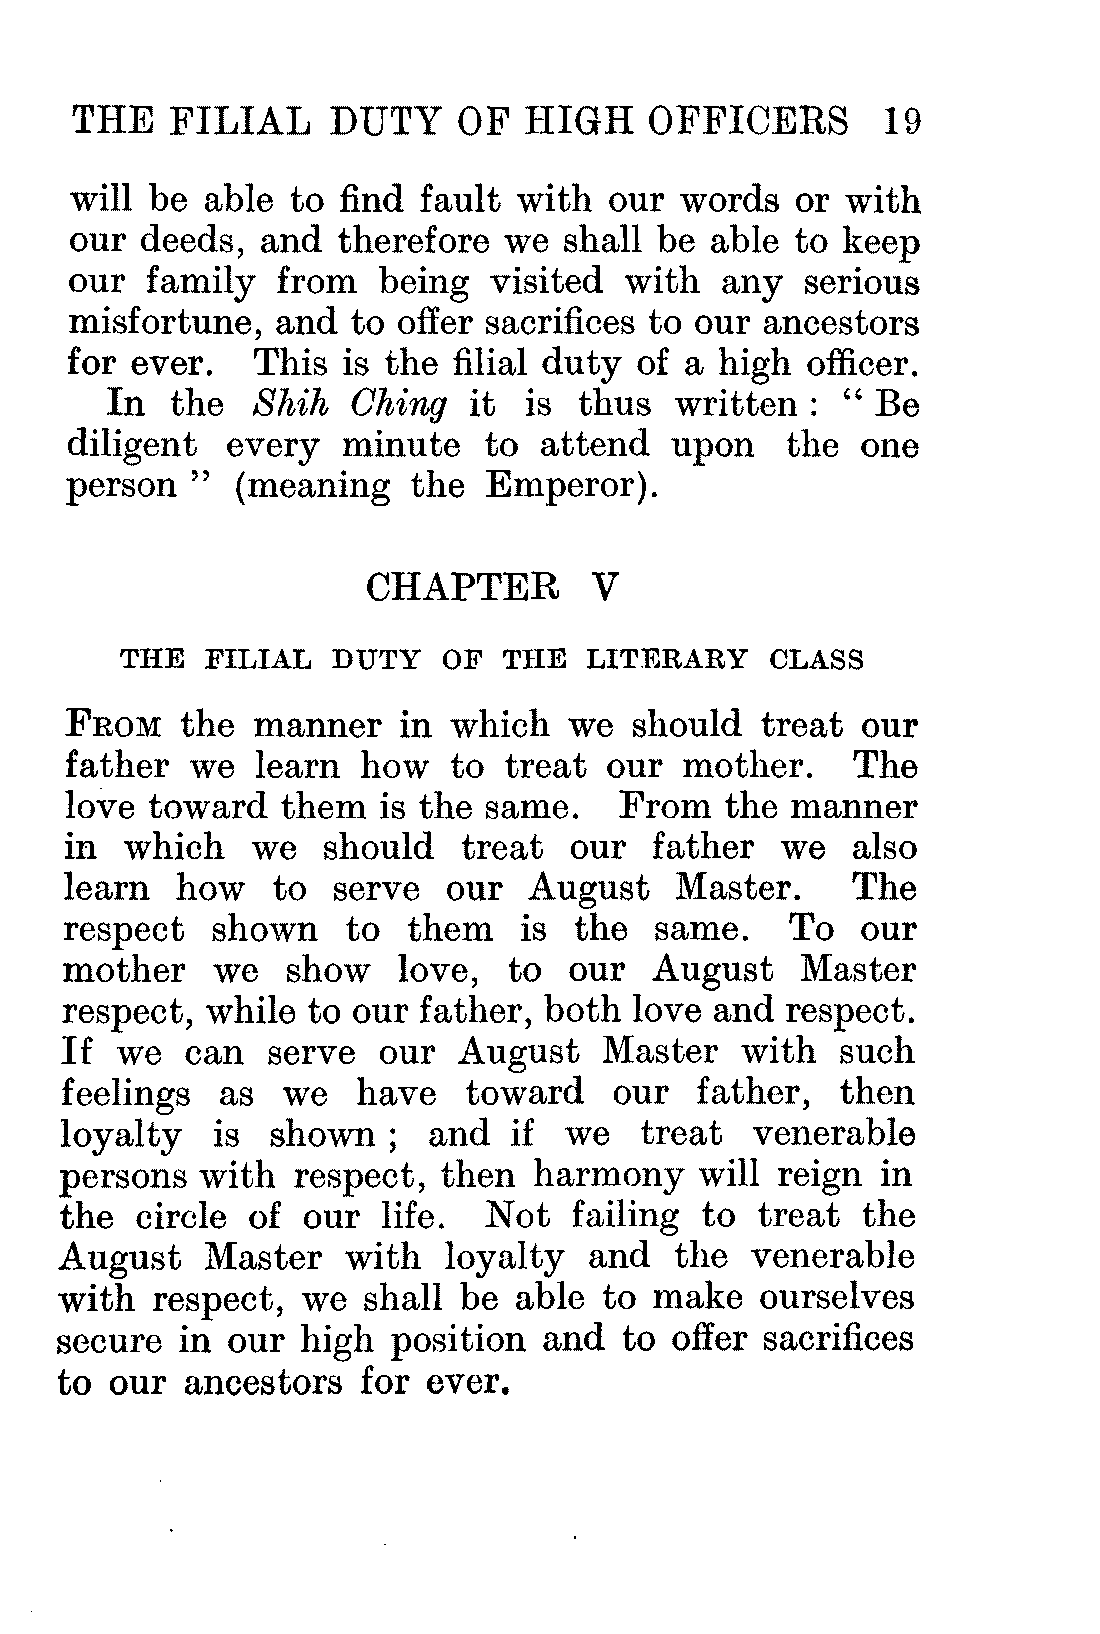 THE FILIAL DUTY OF HIGH OFFICERS 19
will be able to find fault with our words or with
our deeds, and therefore we shall be able to keep
our family from being visited with any serious
misfortune, and to offer sacrifices to our ancestors
for ever. This is the filial duty of a high officer.
In the Shih Ching it is thus written : “ Be
diligent every minute to attend upon the one
person ” (meaning the Emperor).
CHAPTER V
THE FILIAL DUTY OF THE LITERARY CLASS
FROM the manner in which we should treat our
father we learn how to treat our mother. The
love toward them is the same. From the manner
in which we should treat our father we also
learn how to serve our August Master. The
respect shown to them is the same. To our
mother we show love, to our August Master
respect, while to our father, both love and respect.
If we can serve our August Master with such
feelings as we have toward our father, then
loyalty is shown ; and if we treat venerable
persons with respect, then harmony will reign in
the circle of our life. Not failing to treat the
August Master with loyalty and the venerable
with respect, we shall be able to make ourselves
secure in our high position and to offer sacrifices
to our ancestors for ever.